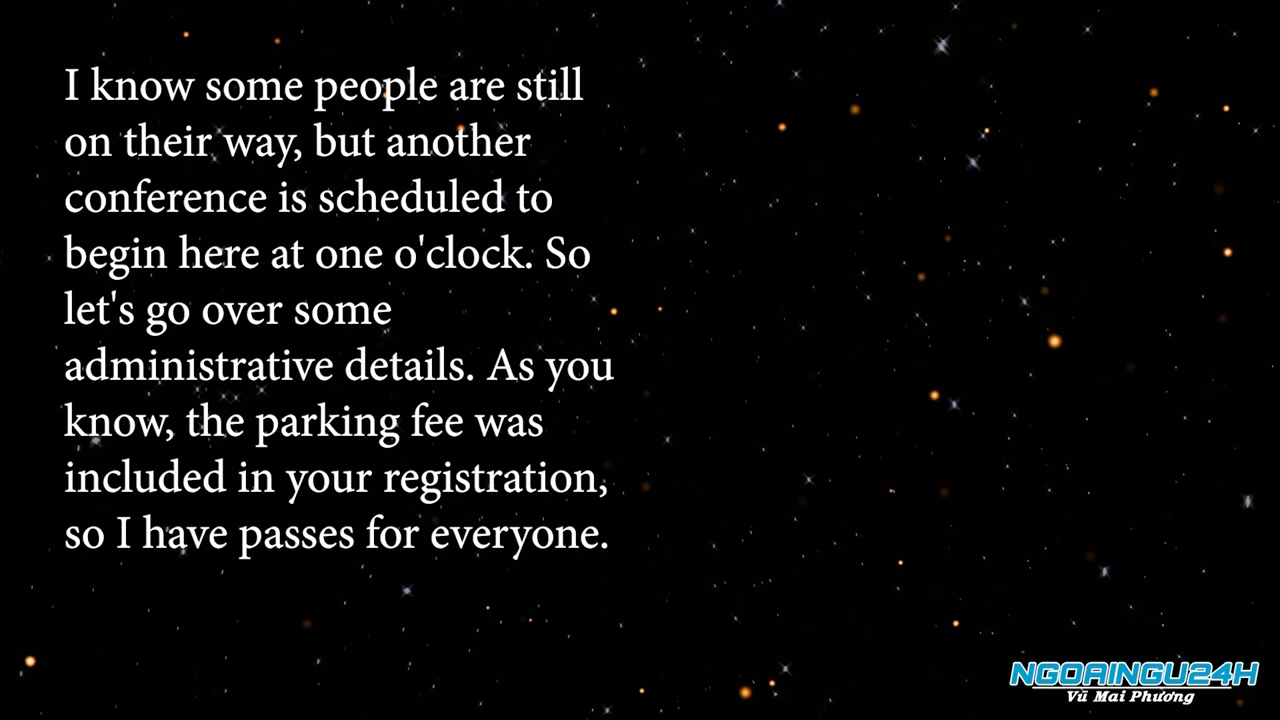 I know some people are still
on their way, but another
conference is scheduled to
begin here at one o'clock. So
let's go over some
administrative details. As you
know, the parking fee was
included in your registration,
so I have passes for everyone.
NGOAINGU24H
Vũ Mai Phương